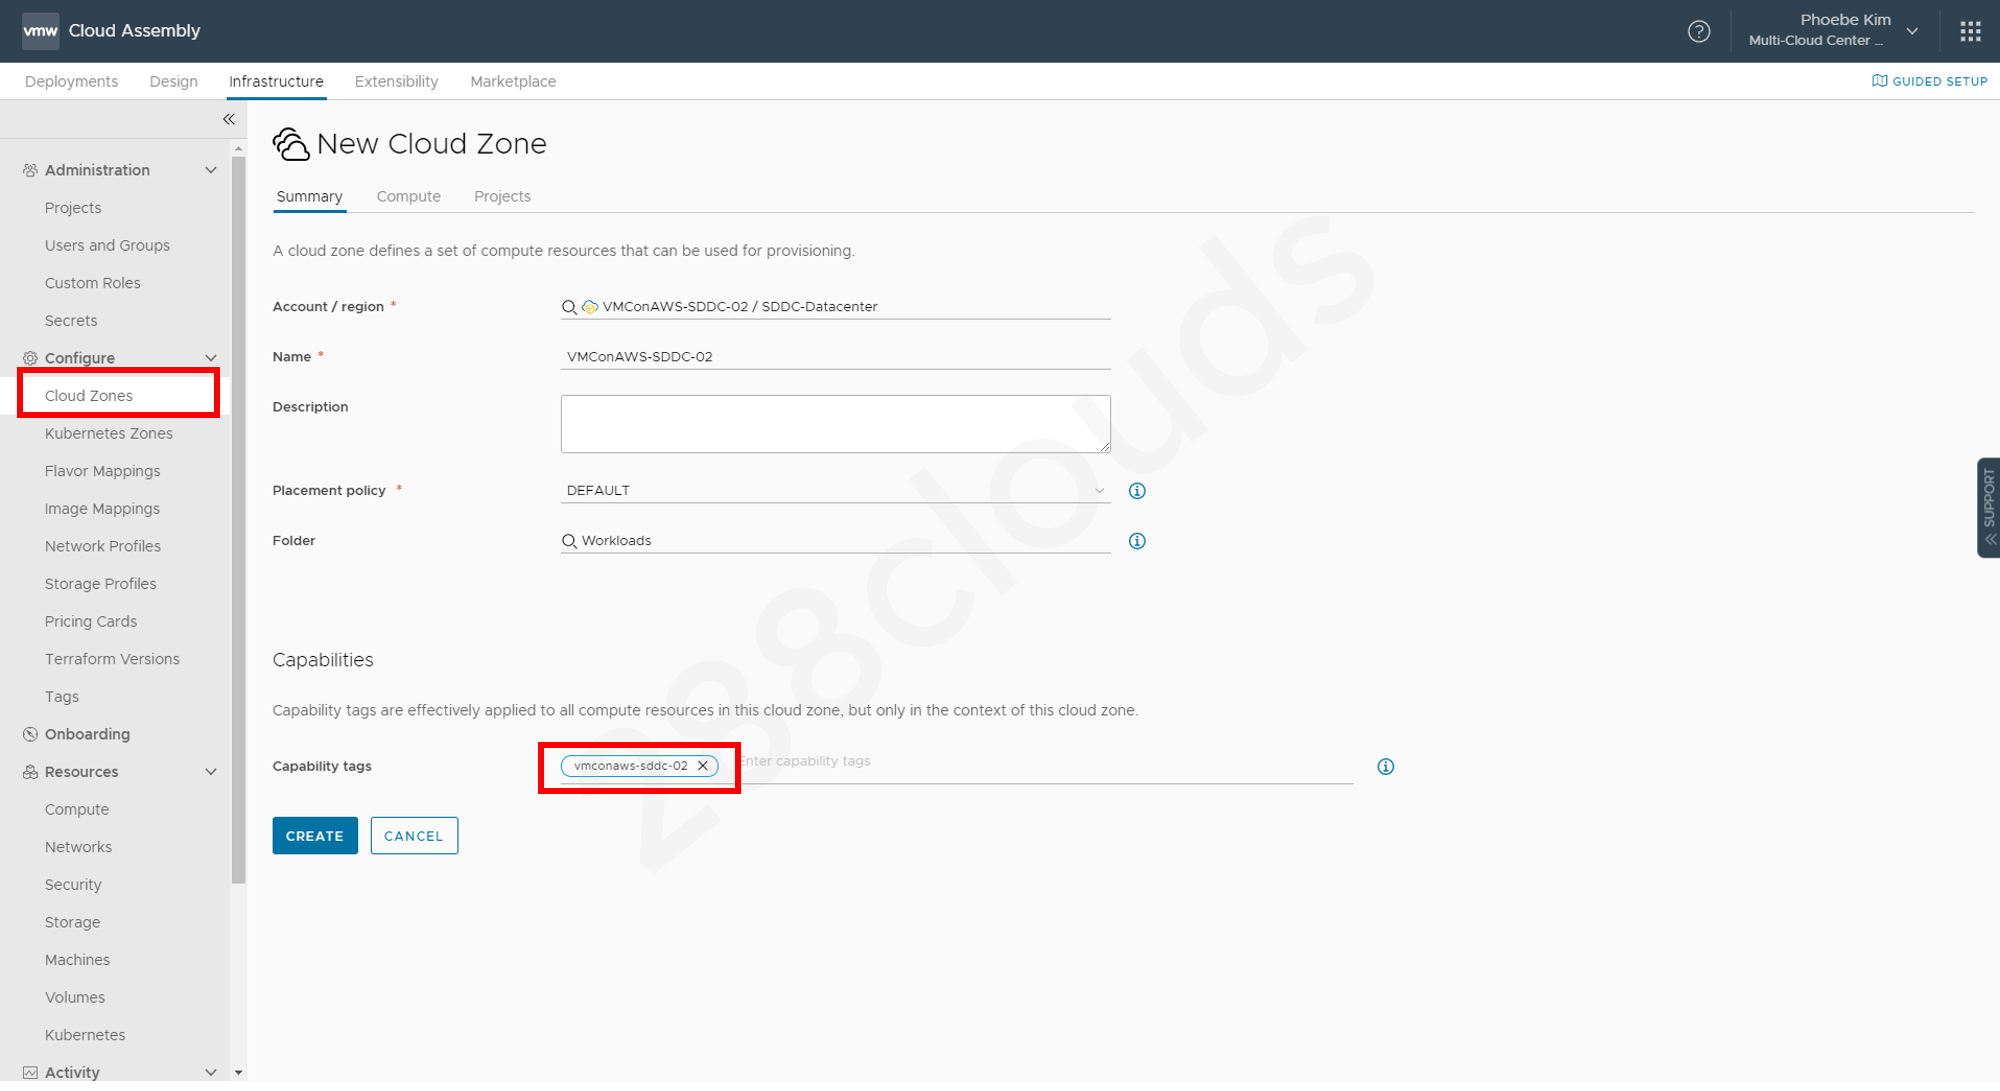 vmw Cloud Assembly
Phoebe Kim
Multi-Cloud Center ...
Deployments Design Infrastructure Extensibility Marketplace
GUIDED SETUP
Administration
Projects
Users and Groups
Custom Roles
Secrets
Configure
Cloud Zones
Kubernetes Zones
Flavor Mappings
Image Mappings
Network Profiles
Storage Profiles
Pricing Cards
Terraform Versions
Tags
Onboarding
Resources
Compute
Networks
Security
Storage
Machines
Volumes
Kubernetes
Activity
New Cloud Zone
Summary Compute Projects
A cloud zone defines a set of compute resources that can be used for provisioning.
Account / region * VMConAWS-SDDC-02 / SDDC-Datacenter
Name * VMConAWS-SDDC-02
Description
Placement policy * DEFAULT
Folder Workloads
Capabilities
Capability tags are effectively applied to all compute resources in this cloud zone, but only in the context of this cloud zone.
Capability tags vmconaws-sddc-02 Enter capability tags
CREATE CANCEL
SUPPORT
288clouds